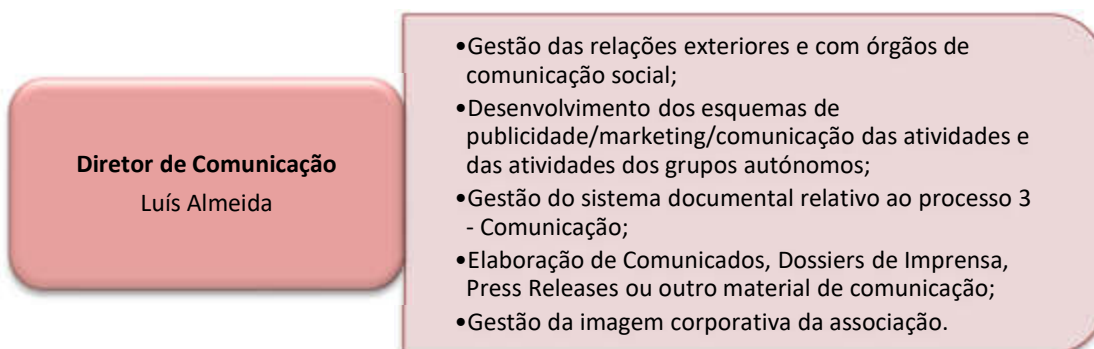 Diretor de Comunicação
Luís Almeida
•Gestão das relações exteriores e com órgãos de
comunicação social;
•Desenvolvimento dos esquemas de
publicidade/marketing/comunicação das atividades e
das atividades dos grupos autónomos;
•Gestão do sistema documental relativo ao processo 3
- Comunicação;
•Elaboração de Comunicados, Dossiers de Imprensa,
Press Releases ou outro material de comunicação;
•Gestão da imagem corporativa da associação.